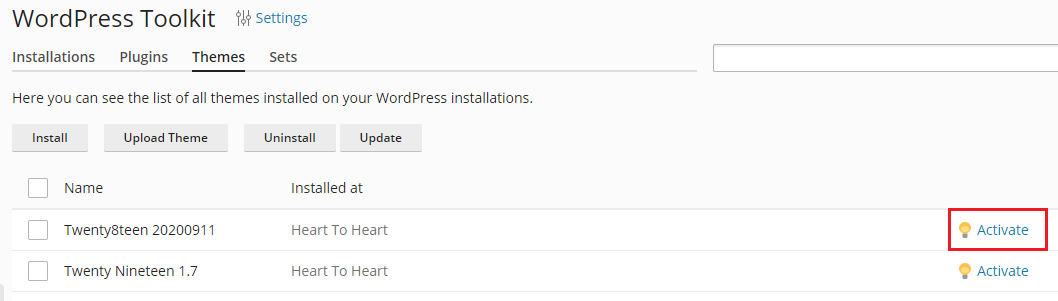 WordPress Toolkit Settings
Installations Plugins Themes Sets
Here you can see the list of all themes installed on your WordPress installations.
Install Upload Theme Uninstall Update
Name Installed at
Twenty8teen 20200911 Heart To Heart Activate
Twenty Nineteen 1.7 Heart To Heart Activate